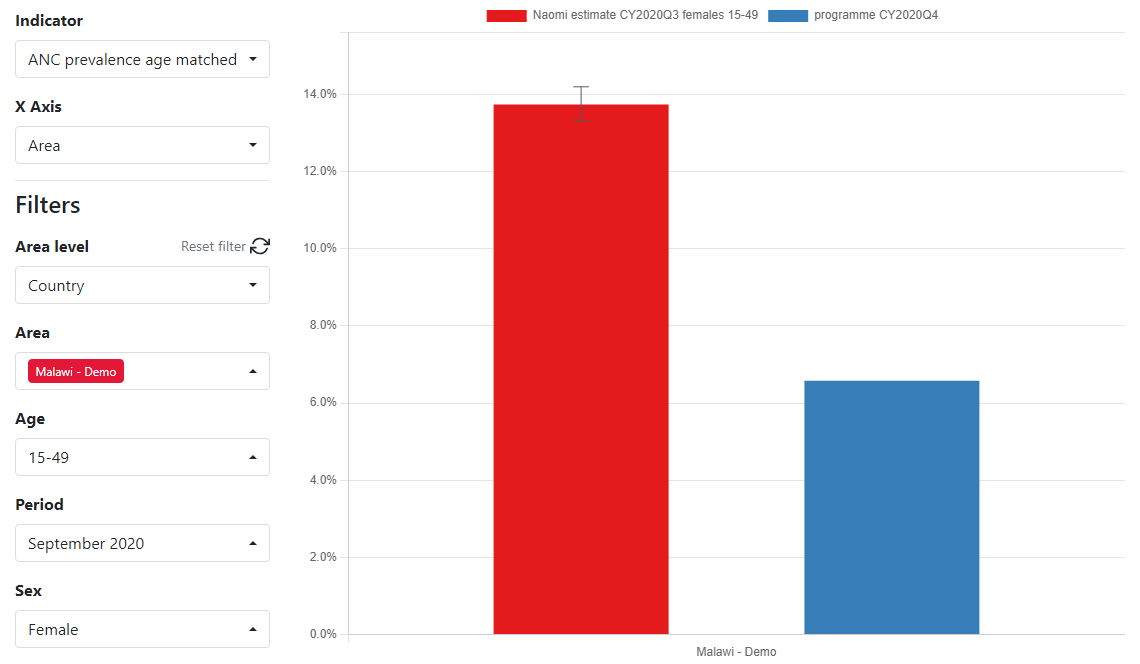 Indicator
ANC prevalence age matched
X Axis
Area
Filters
Area level
Reset filter
Country
Area
Malawi - Demo
Age
15-49
Period
September 2020
Sex
Female
Naomi estimate CY2020Q3 females 15-49
programme CY2020Q4
14.0%
12.0%
10.0%
8.0%
6.0%
4.0%
2.0%
0.0%
Malawi - Demo